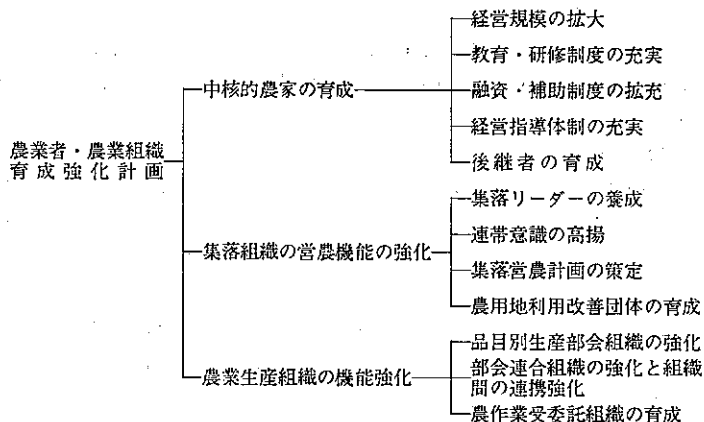 経営規模の拡大
教育・研修制度の充実
中核的農家の育成
融資・補助制度の拡充
経営指導体制の充実
農業者・農業組織
育成強化計画
後継者の育成
集落リーダーの養成
連帯意識の高揚
集落組織の営農機能の強化
集落営農計画の策定
農用地利用改善団体の育成
品目別生産部会組織の強化
農業生産組織の機能強化
部会連合組織の強化と組織
間の連携強化
農作業受委託組織の育成